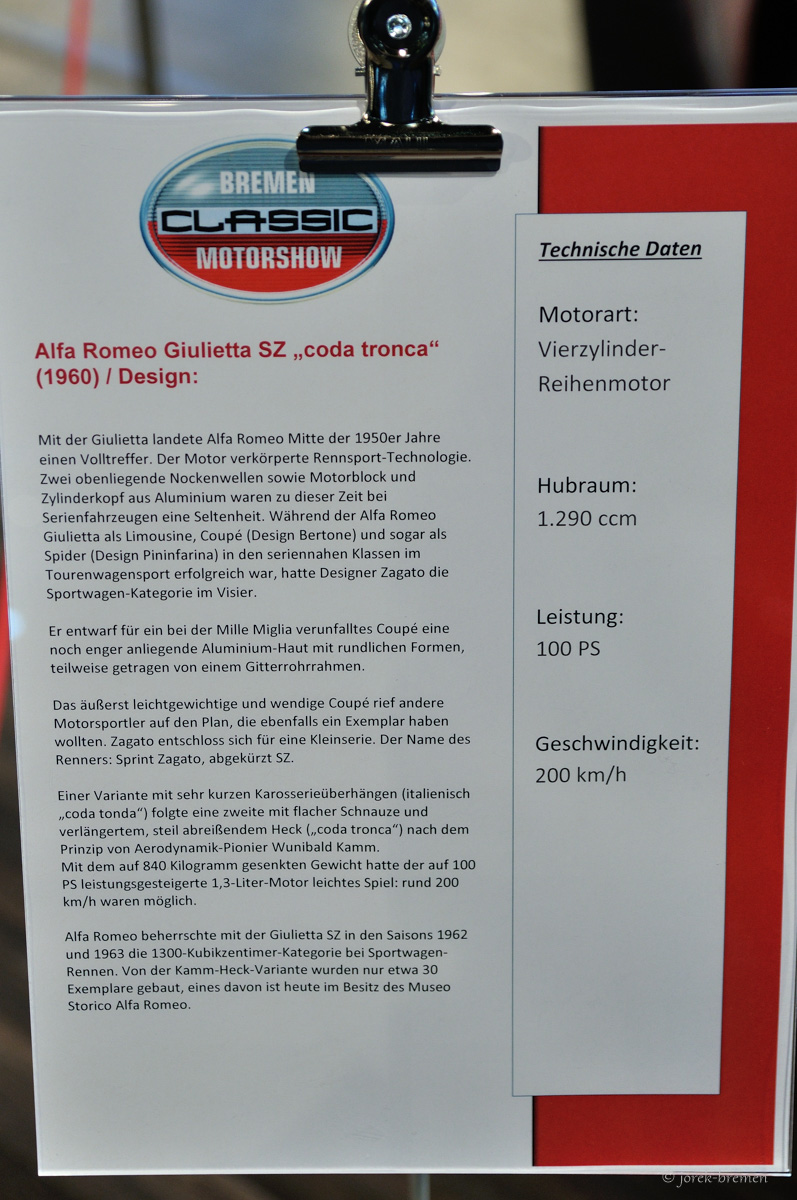 BREMEN
CLASSIC
MOTORSHOW
Alfa Romeo Giulietta SZ „coda tronca“
(1960) / Design:
Mit der Giulietta landete Alfa Romeo Mitte der 1950er Jahre
einen Volltreffer. Der Motor verkörperte Rennsport-Technologie.
Zwei obenliegende Nockenwellen sowie Motorblock und
Zylinderkopf aus Aluminium waren zu dieser Zeit bei
Serienfahrzeugen eine Seltenheit. Während der Alfa Romeo
Giulietta als Limousine, Coupé (Design Bertone) und sogar als
Spider (Design Pininfarina) in den seriennahen Klassen im
Tourenwagensport erfolgreich war, hatte Designer Zagato die
Sportwagen-Kategorie im Visier.
Er entwarf für ein bei der Mille Miglia verunfalltes Coupé eine
noch enger anliegende Aluminium-Haut mit rundlichen Formen,
teilweise getragen von einem Gitterrohrrahmen.
Das äußerst leichtgewichtige und wendige Coupé rief andere
Motorsportler auf den Plan, die ebenfalls ein Exemplar haben
wollten. Zagato entschloss sich für eine Kleinserie. Der Name des
Renners: Sprint Zagato, abgekürzt SZ.
Einer Variante mit sehr kurzen Karosserieüberhängen (italienisch
„coda tonda“) folgte eine zweite mit flacher Schnauze und
verlängertem, steil abreißendem Heck („coda tronca“) nach dem
Prinzip von Aerodynamik-Pionier Wunibald Kamm.
Mit dem auf 840 Kilogramm gesenkten Gewicht hatte der auf 100
PS leistungsgesteigerte 1,3-Liter-Motor leichtes Spiel: rund 200
km/h waren möglich.
Alfa Romeo beherrschte mit der Giulietta SZ in den Saisons 1962
und 1963 die 1300-Kubikzentimer-Kategorie bei Sportwagen-
Rennen. Von der Kamm-Heck-Variante wurden nur etwa 30
Exemplare gebaut, eines davon ist heute im Besitz des Museo
Storico Alfa Romeo.
Technische Daten
Motorart:
Vierzylinder-
Reihenmotor
Hubraum:
1.290 ccm
Leistung:
100 PS
Geschwindigkeit:
200 km/h
© jorek-bremen